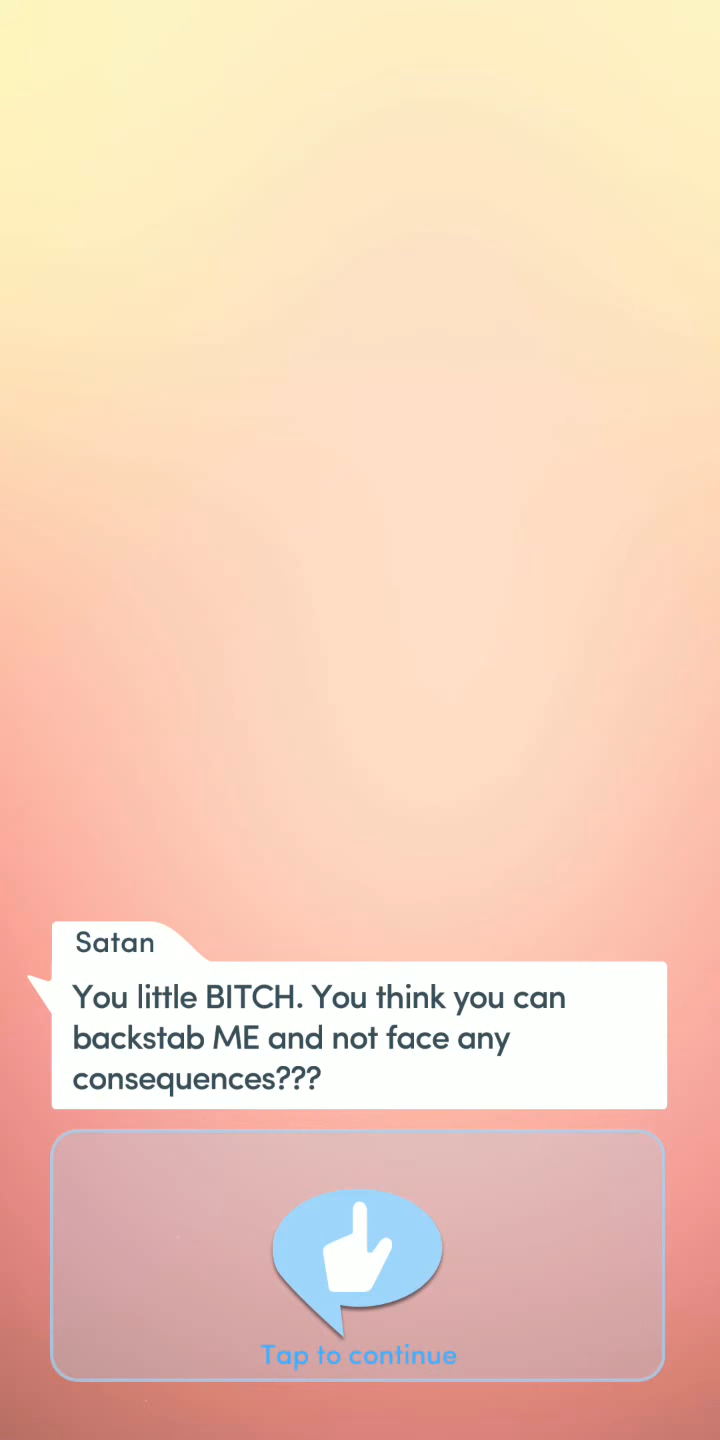 Satan
You little BITCH. You think you can
backstab ME and not face any
consequences???
Tap to continue